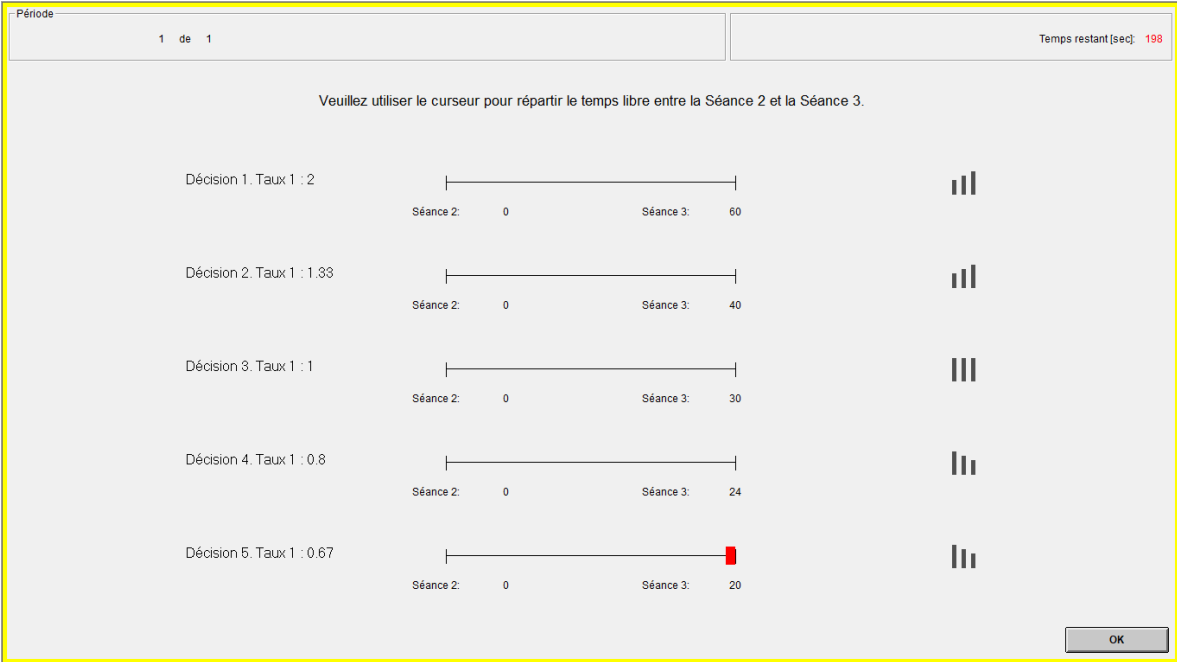 Période
1 de 1
Temps restant [sec]: 198
Veuillez utiliser le curseur pour répartir le temps libre entre la Séance 2 et la Séance 3.
Décision 1. Taux 1 : 2
Séance 2: 0 Séance 3: 60
Décision 2. Taux 1 : 1.33
Séance 2: 0 Séance 3: 40
Décision 3. Taux 1 : 1
Séance 2: 0 Séance 3: 30
Décision 4. Taux 1 : 0.8
Séance 2: 0 Séance 3: 24
Décision 5. Taux 1 : 0.67
Séance 2: 0 Séance 3: 20
OK